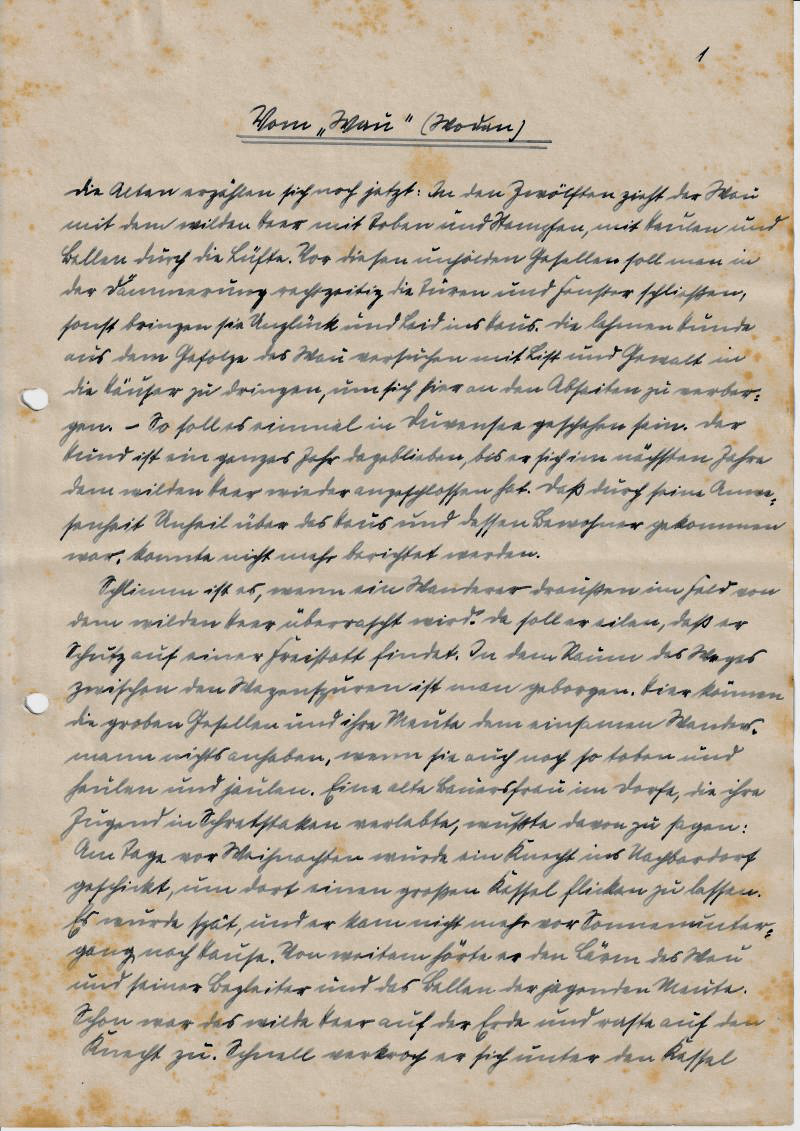 1
Vom „Wau" (Wodan)
Die Alten erzählen sich noch jetzt: In den Zwölften zieht der Wau
mit dem wilden Heer mit Toben und Stampfen, mit Heulen und
Bellen durch die Lüfte. Vor diesen unholden Gesellen soll man in
der Dämmerung rechtzeitig die Türen und Fenster schließen,
sonst bringen sie Unglück und Leid ins Haus. Die lahmen Hunde
aus dem Gefolge des Wau versuchen mit List und Gewalt in
die Häuser zu dringen, um sich hier an den Abseiten zu verber-
gen. – So soll es einmal in Duvensee geschehen sein. Der
Hund ist ein ganzes Jahr dageblieben, bis er sich im nächsten Jahre
dem wilden Heer wieder angeschlossen hat. Daß durch seine Anwe-
senheit Unheil über das Haus und dessen Bewohner gekommen
war, konnte nicht mehr berichtet werden.
Schlimm ist es, wenn ein Wanderer draußen im Feld von
dem wilden Heer überrascht wird. Da soll er eilen, daß er
Schutz auf einer Freistatt findet. In dem Raum des Weges
zwischen den Wagenspuren ist man geborgen. Hier können
die groben Gesellen und ihre Meute dem einsamen Wanders-
mann nichts anhaben, wenn sie auch noch so toben und
heulen und jaulen. Eine alte Bauersfrau im Dorfe, die ihre
Jugend in Schretstaken verlebte, wußte davon zu sagen:
Am Tage vor Weihnachten wurde ein Knecht ins Nachbardorf
geschickt, um dort einen großen Kessel flicken zu lassen.
Es wurde spät, und er kam nicht mehr vor Sonnenunter-
gang nach Hause. Von weitem hörte er den Lärm des Wau
und seiner Begleiter und das Bellen der jagenden Meute.
Schon war das wilde Heer auf der Erde und raste auf den
Knecht zu. Schnell verkroch er sich unter den Kessel